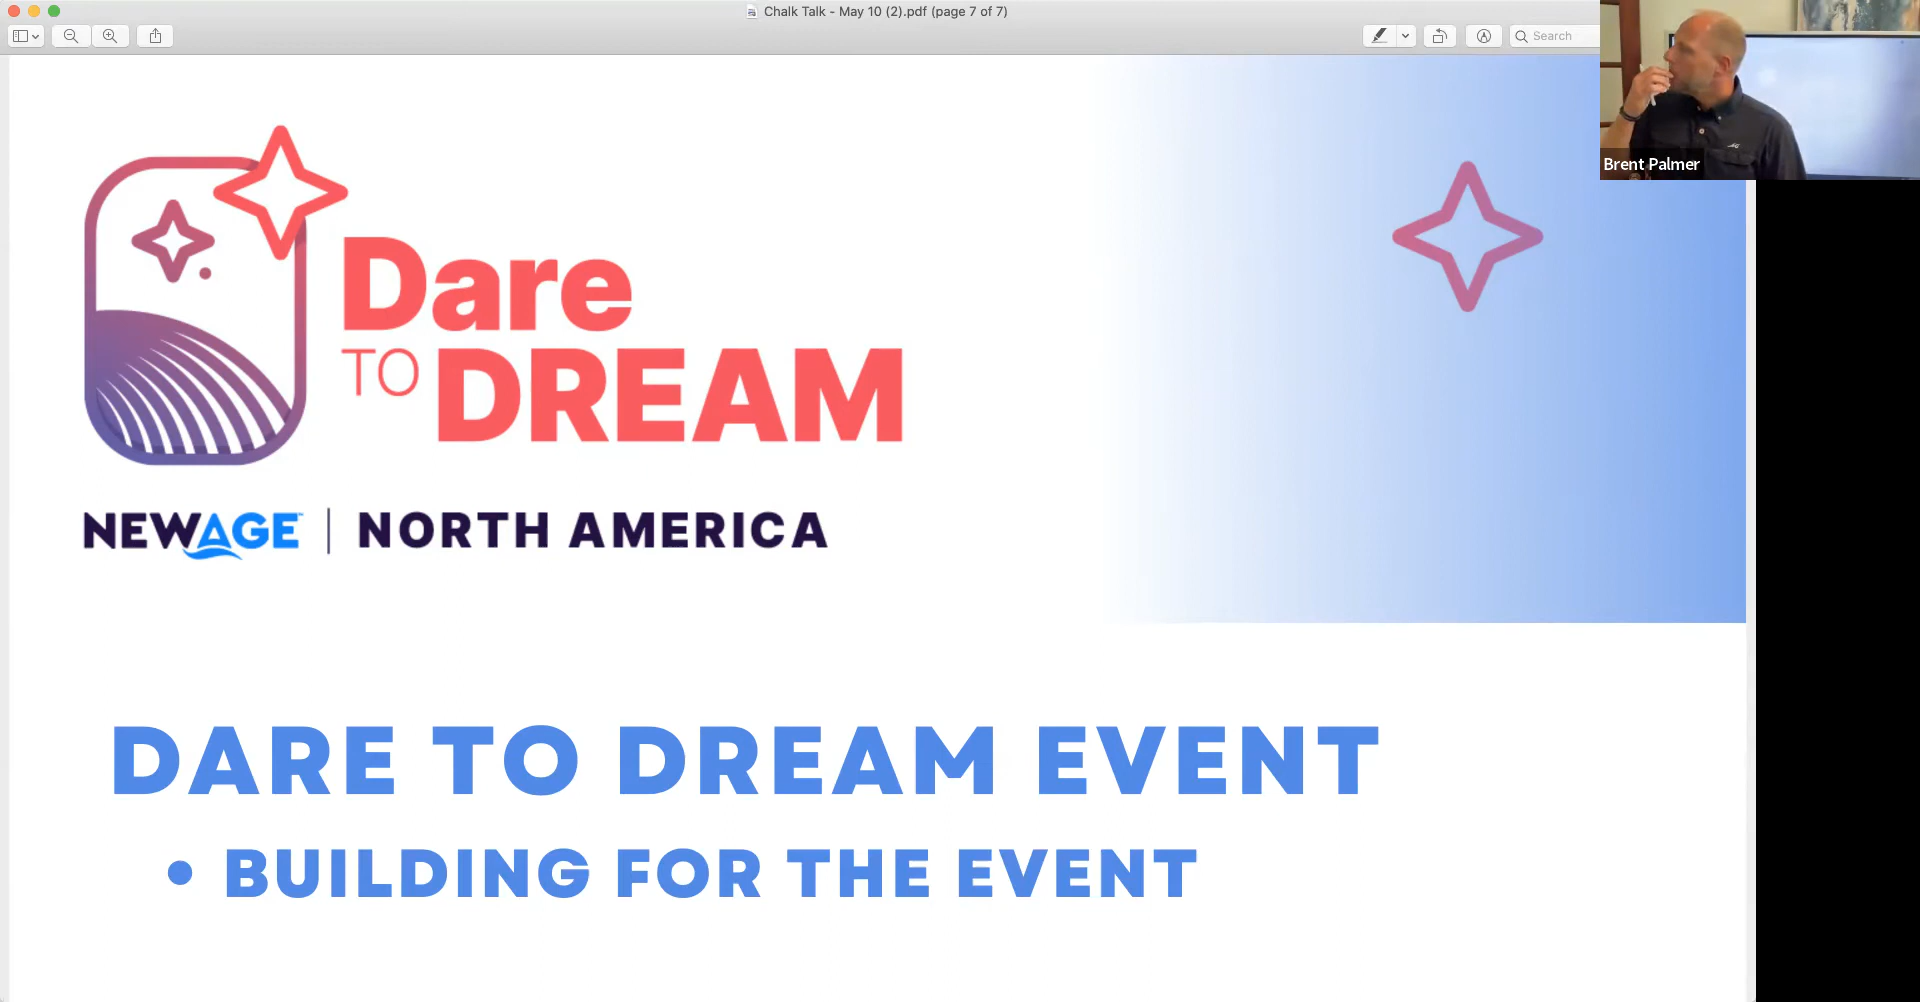 Chalk Talk - May 10 (2).pdf (page 7 of 7)
Search
Brent Palmer
Dare
TO DREAM
NEWAGE™ | NORTH AMERICA
DARE TO DREAM EVENT
• BUILDING FOR THE EVENT